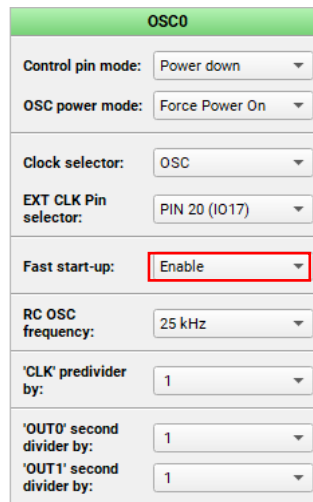 OSC0
Control pin mode: Power down
OSC power mode: Force Power On
Clock selector: OSC
EXT CLK Pin
selector: PIN 20 (IO17)
Fast start-up: Enable
RC OSC
frequency: 25 kHz
'CLK' predivider
by: 1
'OUT0' second
divider by: 1
'OUT1' second
divider by: 1